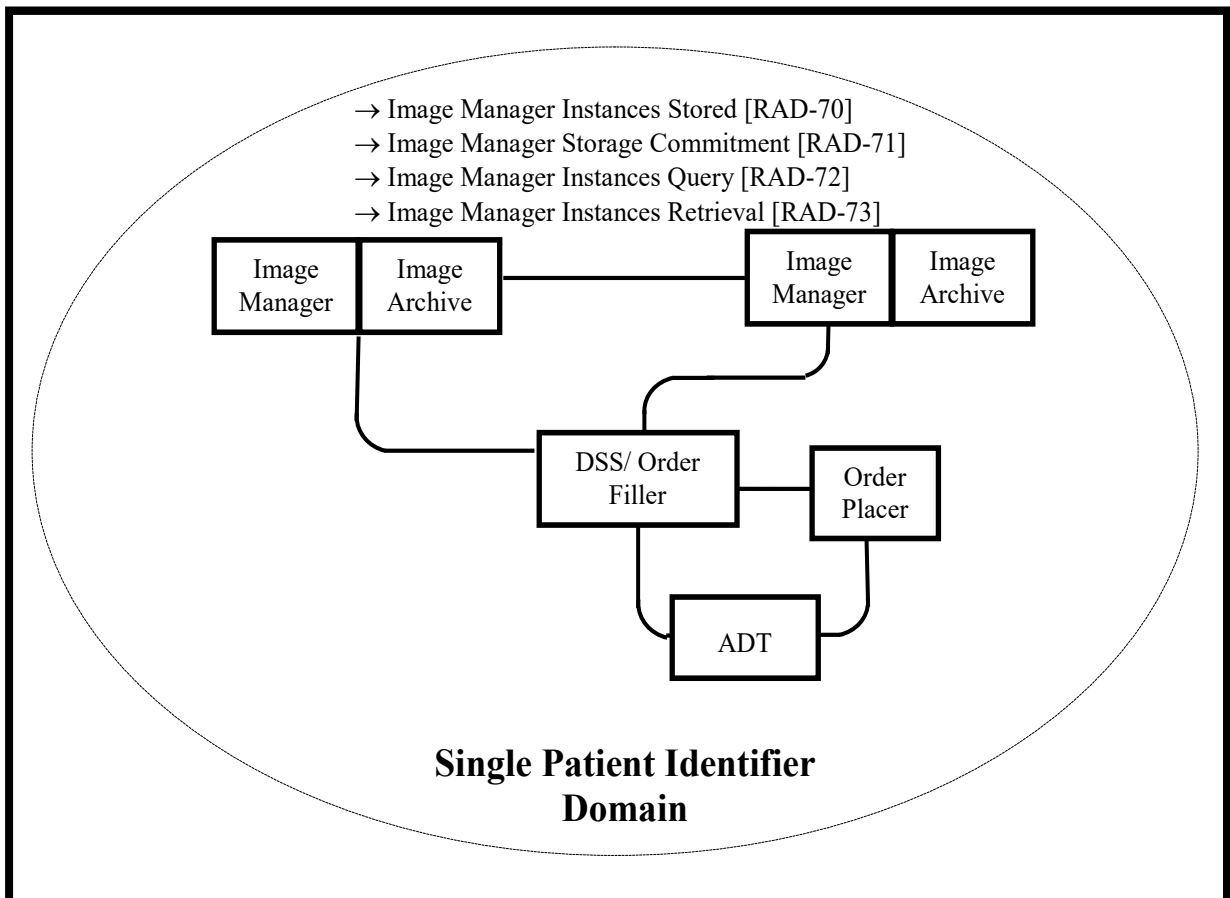 → Image Manager Instances Stored [RAD-70]
→ Image Manager Storage Commitment [RAD-71]
→ Image Manager Instances Query [RAD-72]
→ Image Manager Instances Retrieval [RAD-73]
Image
Manager
Image
Archive
Image
Manager
Image
Archive
DSS/ Order
Filler
Order
Placer
ADT
Single Patient Identifier
Domain